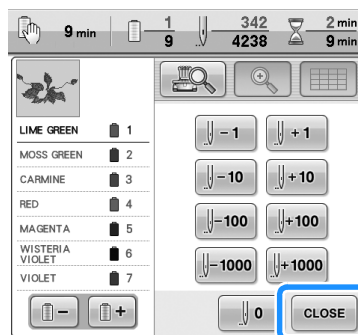 9 min
1
9
342
4238
2 min
9 min
LIME GREEN 1
MOSS GREEN 2
CARMINE 3
RED 4
MAGENTA 5
WISTERIA
VIOLET 6
VIOLET 7
− 1
+ 1
− 10
+ 10
−100
+100
−1000
+1000
−
+
0
CLOSE